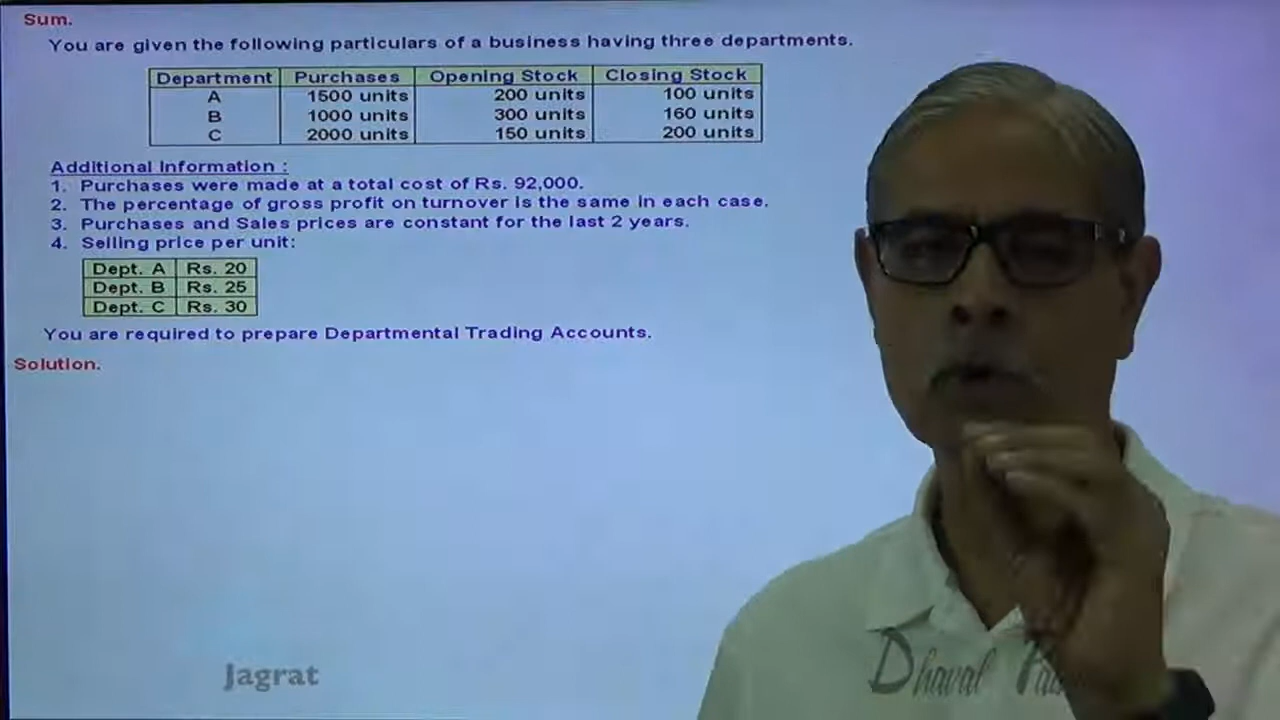 Sum.
You are given the following particulars of a business having three departments.
Department Purchases Opening Stock Closing Stock
A 1500 units 200 units 100 units
B 1000 units 300 units 160 units
C 2000 units 150 units 200 units
Additional Information :
1. Purchases were made at a total cost of Rs. 92,000.
2. The percentage of gross profit on turnover is the same in each case.
3. Purchases and Sales prices are constant for the last 2 years.
4. Selling price per unit:
Dept. A Rs. 20
Dept. B Rs. 25
Dept. C Rs. 30
You are required to prepare Departmental Trading Accounts.
Solution.
Jagrat
Dhaval